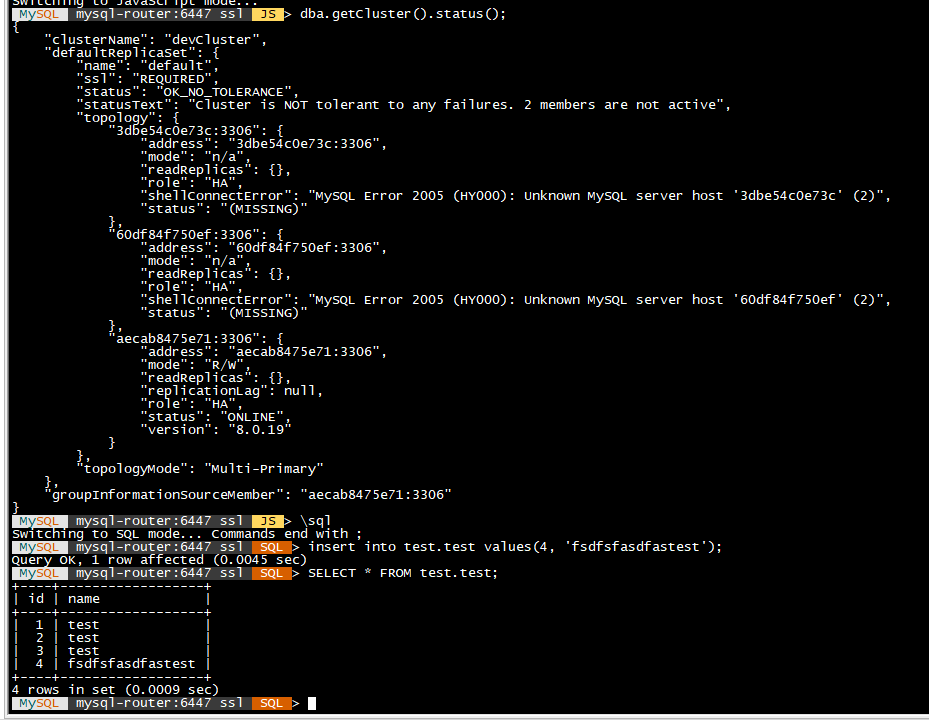 Switching to JavaScript mode...
MySQL mysql-router:6447 ssl JS > dba.getCluster().status();
{
    "clusterName": "devCluster",
    "defaultReplicaSet": {
        "name": "default",
        "ssl": "REQUIRED",
        "status": "OK_NO_TOLERANCE",
        "statusText": "Cluster is NOT tolerant to any failures. 2 members are not active",
        "topology": {
            "3dbe54c0e73c:3306": {
                "address": "3dbe54c0e73c:3306",
                "mode": "n/a",
                "readReplicas": {},
                "role": "HA",
                "shellConnectError": "MySQL Error 2005 (HY000): Unknown MySQL server host '3dbe54c0e73c' (2)",
                "status": "(MISSING)"
            },
            "60df84f750ef:3306": {
                "address": "60df84f750ef:3306",
                "mode": "n/a",
                "readReplicas": {},
                "role": "HA",
                "shellConnectError": "MySQL Error 2005 (HY000): Unknown MySQL server host '60df84f750ef' (2)",
                "status": "(MISSING)"
            },
            "aecab8475e71:3306": {
                "address": "aecab8475e71:3306",
                "mode": "R/W",
                "readReplicas": {},
                "replicationLag": null,
                "role": "HA",
                "status": "ONLINE",
                "version": "8.0.19"
            }
        },
        "topologyMode": "Multi-Primary"
    },
    "groupInformationSourceMember": "aecab8475e71:3306"
}
MySQL mysql-router:6447 ssl JS > \sql
Switching to SQL mode... Commands end with ;
MySQL mysql-router:6447 ssl SQL > insert into test.test values(4, 'fsdfsfasdfastest');
Query OK, 1 row affected (0.0045 sec)
MySQL mysql-router:6447 ssl SQL > SELECT * FROM test.test;
+----+------------------+
| id | name             |
+----+------------------+
|  1 | test             |
|  2 | test             |
|  3 | test             |
|  4 | fsdfsfasdfastest |
+----+------------------+
4 rows in set (0.0009 sec)
MySQL mysql-router:6447 ssl SQL >